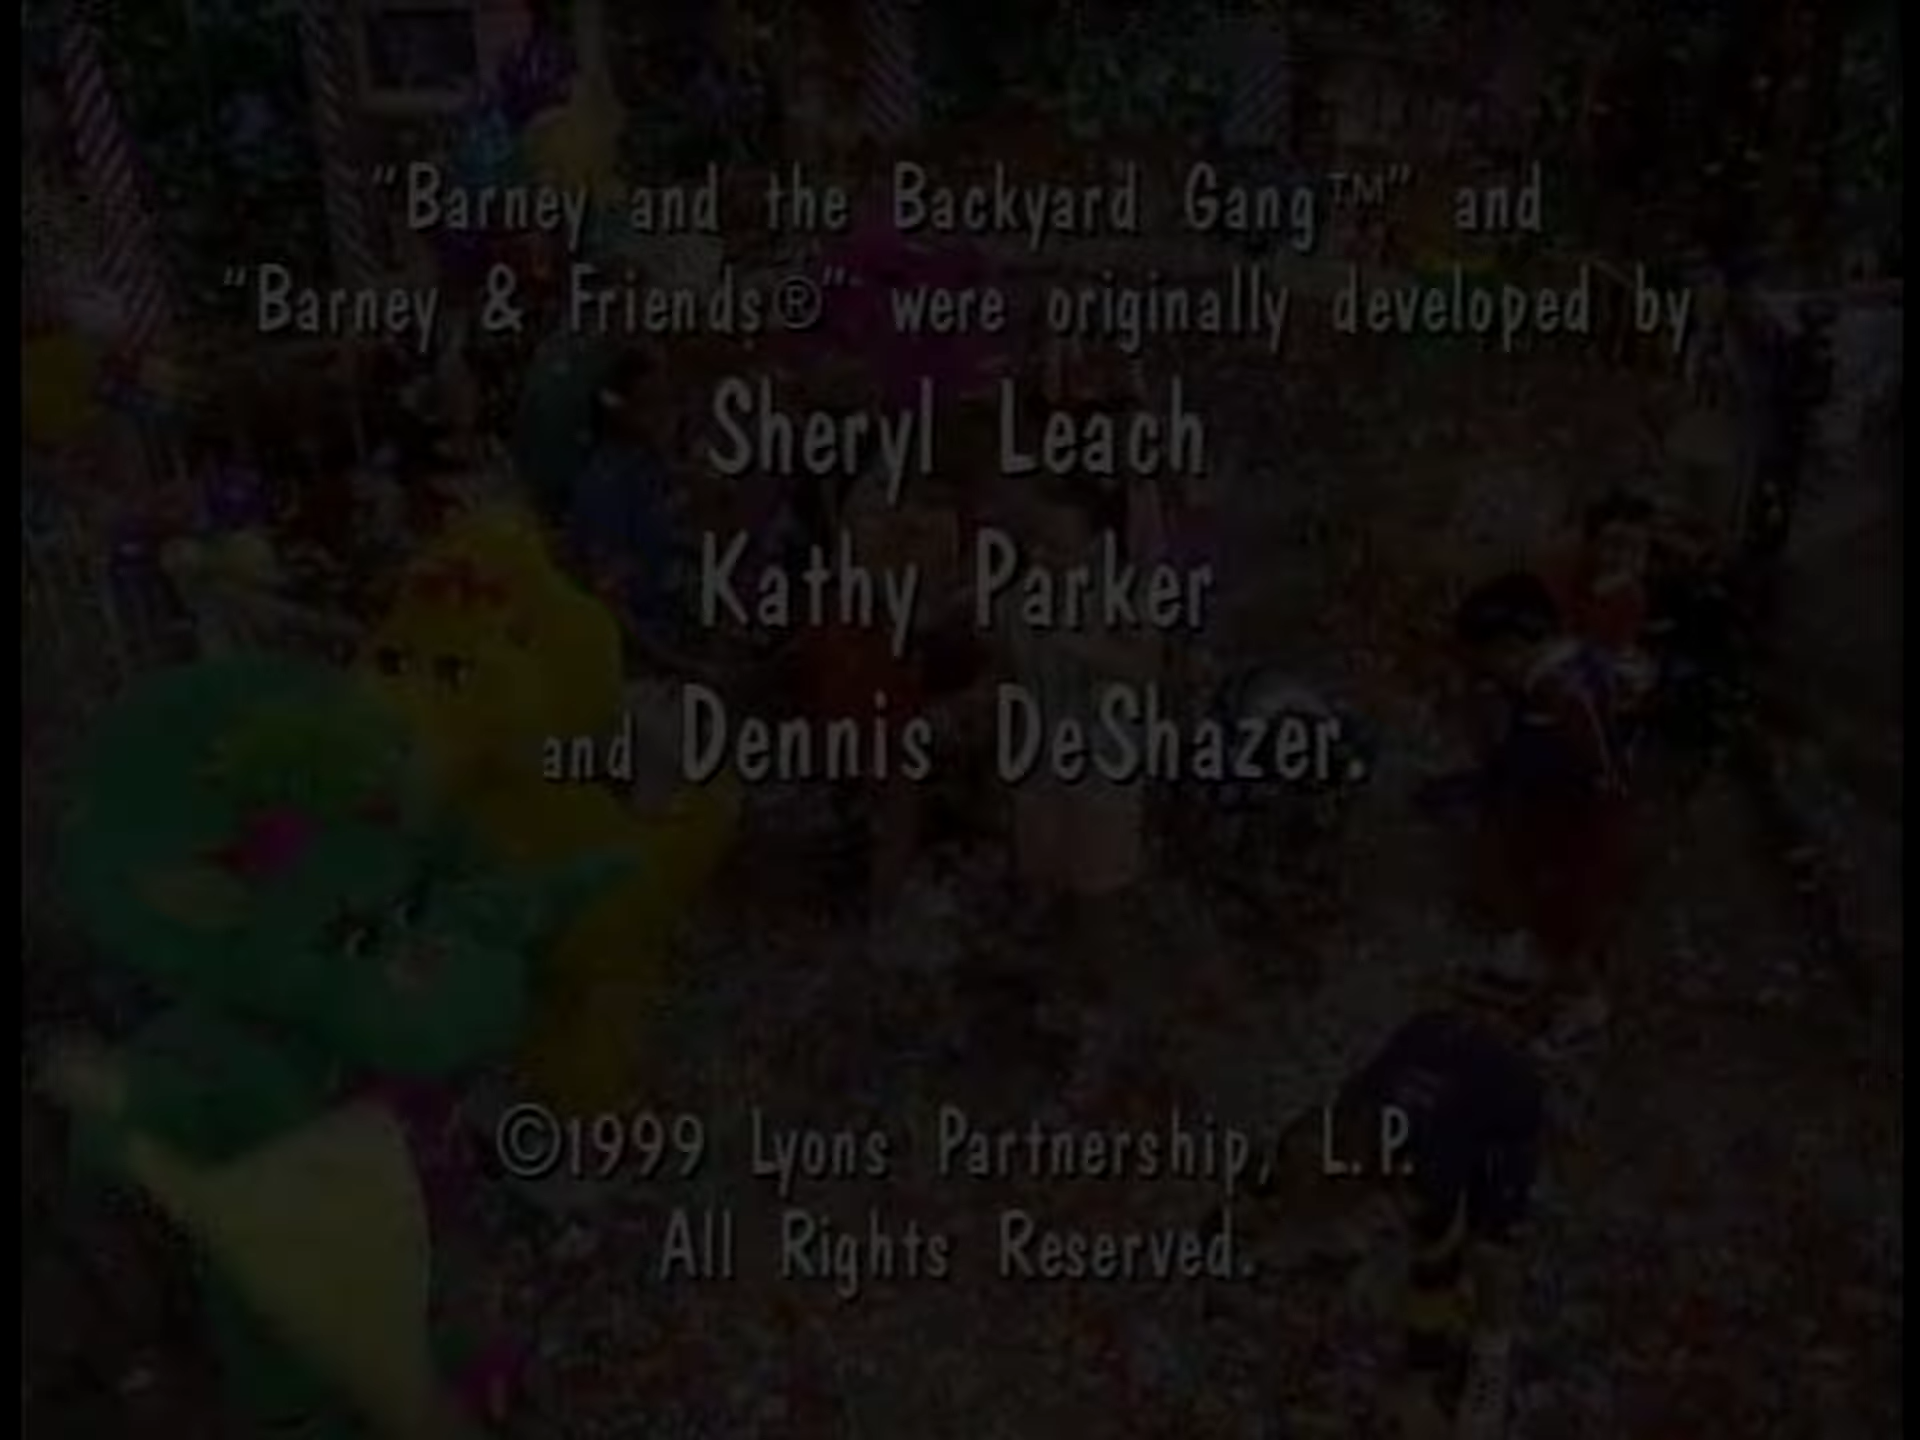 “Barney and the Backyard Gang™” and
“Barney & Friends®” were originally developed by
Sheryl Leach
Kathy Parker
and Dennis DeShazer.
©1999 Lyons Partnership, L.P.
All Rights Reserved.